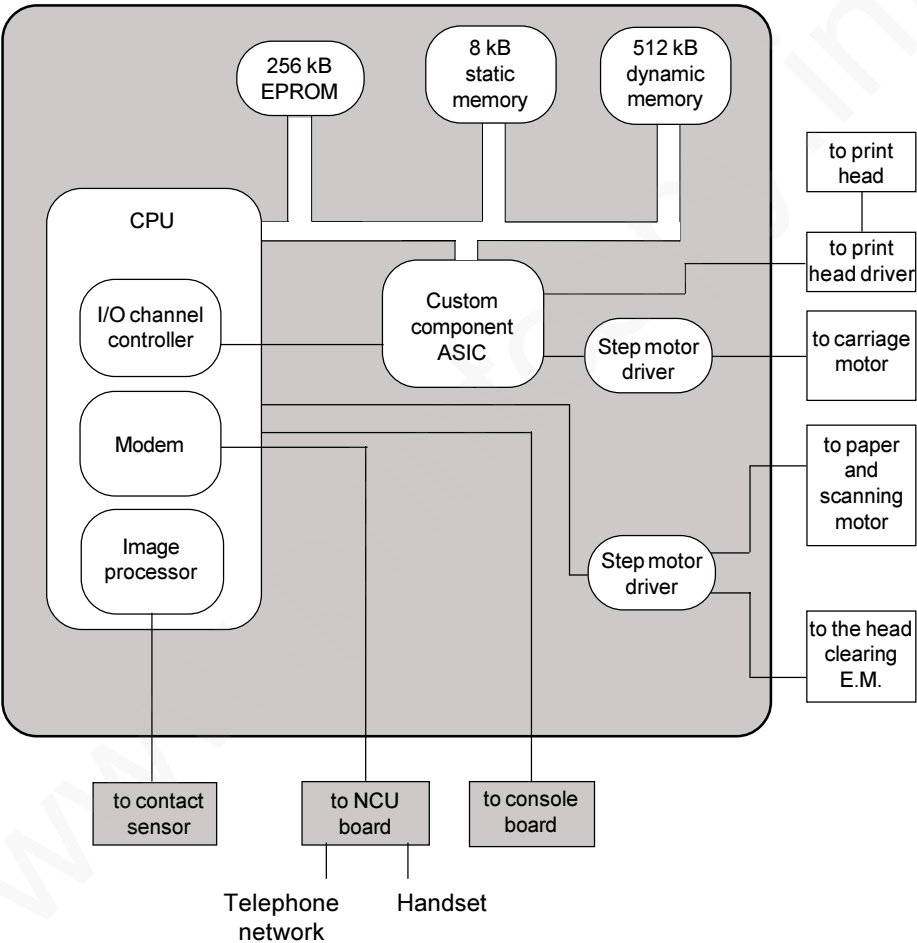 256 kB
EPROM
8 kB
static
memory
512 kB
dynamic
memory
to print
head
CPU
to print
head driver
I/O channel
controller
Custom
component
ASIC
Step motor
driver
to carriage
motor
Modem
to paper
and
scanning
motor
Image
processor
Step motor
driver
to the head
clearing
E.M.
to contact
sensor
to NCU
board
to console
board
Telephone
network
Handset